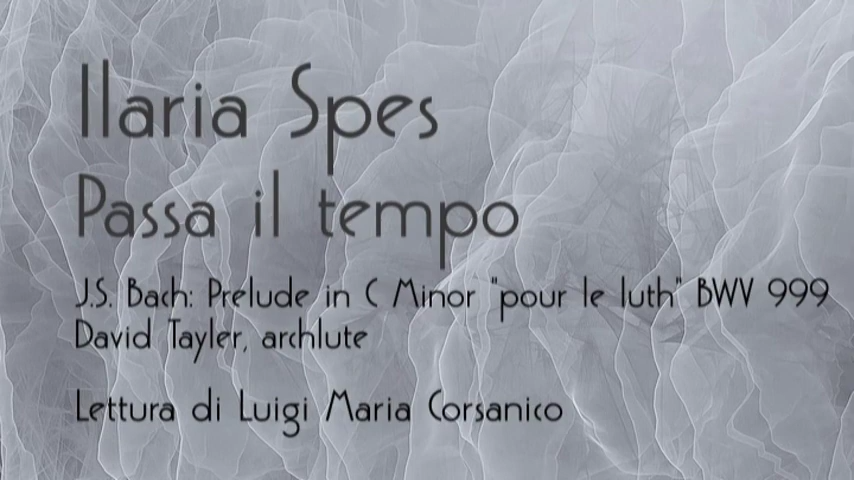 Ilaria Spes
Passa il tempo
J.S. Bach: Prelude in C Minor "pour le luth" BWV 999
David Tayler, archlute
Lettura di Luigi Maria Corsanico